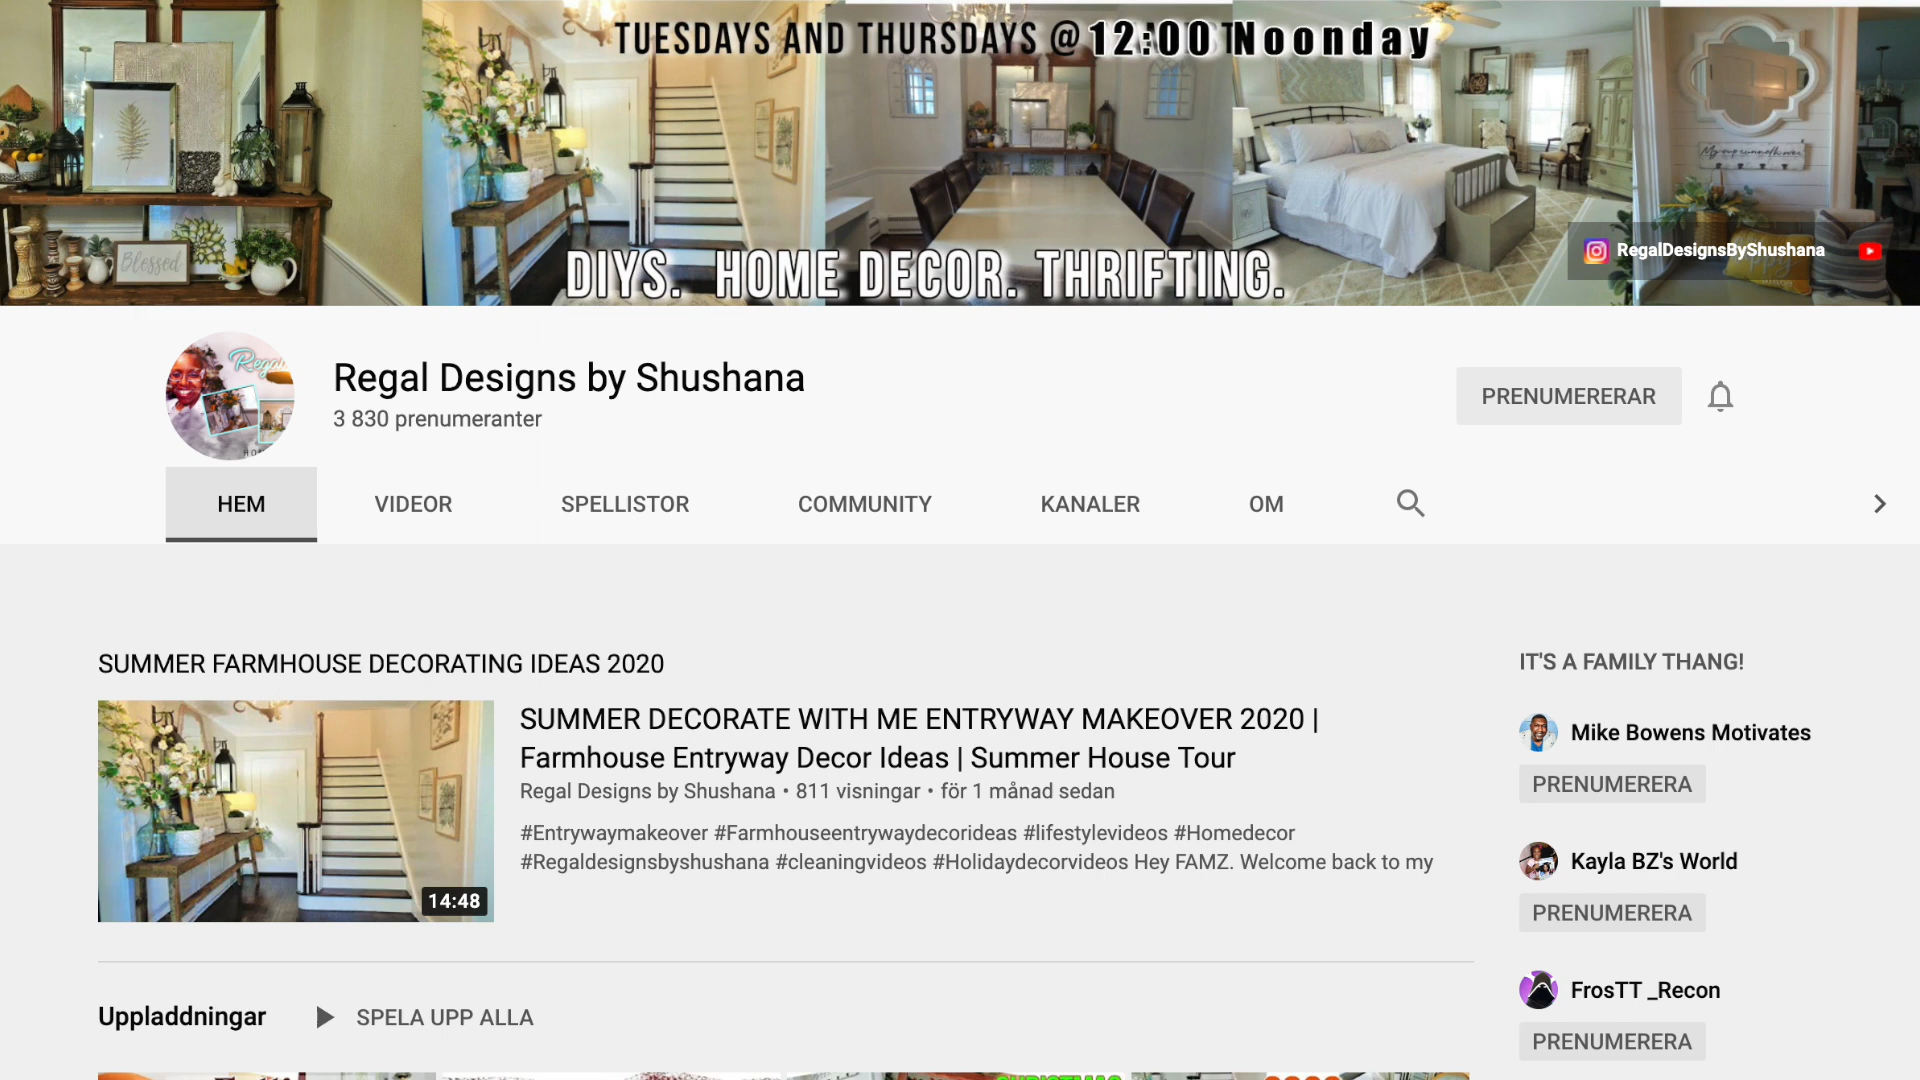 TUESDAYS AND THURSDAYS @ 12:00 Noonday
DIYS. HOME DECOR. THRIFTING.
Blessed
RegalDesignsByShushana
Regal Designs by Shushana
3 830 prenumeranter
PRENUMERERAR
HEM
VIDEOR
SPELLISTOR
COMMUNITY
KANALER
OM
SUMMER FARMHOUSE DECORATING IDEAS 2020
SUMMER DECORATE WITH ME ENTRYWAY MAKEOVER 2020 |
Farmhouse Entryway Decor Ideas | Summer House Tour
Regal Designs by Shushana • 811 visningar • för 1 månad sedan
#Entrywaymakeover #Farmhouseentrywaydecorideas #lifestylevideos #Homedecor
#Regaldesignsbyshushana #cleaningvideos #Holidaydecorvideos Hey FAMZ. Welcome back to my
14:48
Uppladdningar
SPELA UPP ALLA
IT'S A FAMILY THANG!
Mike Bowens Motivates
PRENUMERERA
Kayla BZ's World
PRENUMERERA
FrosTT _Recon
PRENUMERERA